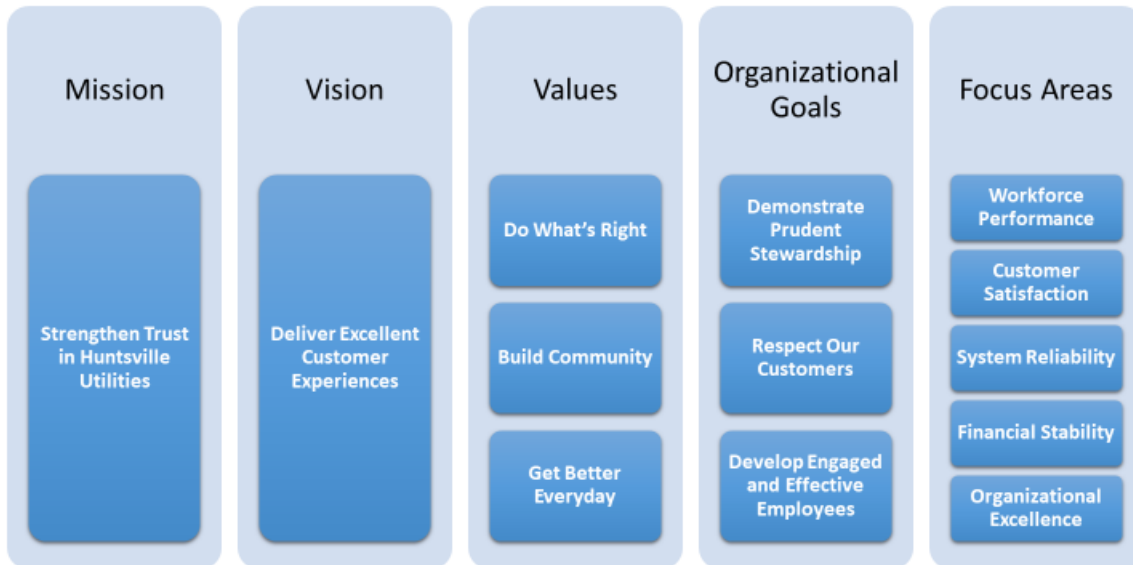 Mission
Strengthen Trust
in Huntsville
Utilities
Vision
Deliver Excellent
Customer
Experiences
Values
Do What’s Right
Build Community
Get Better
Everyday
Organizational
Goals
Demonstrate
Prudent
Stewardship
Respect Our
Customers
Develop Engaged
and Effective
Employees
Focus Areas
Workforce
Performance
Customer
Satisfaction
System Reliability
Financial Stability
Organizational
Excellence